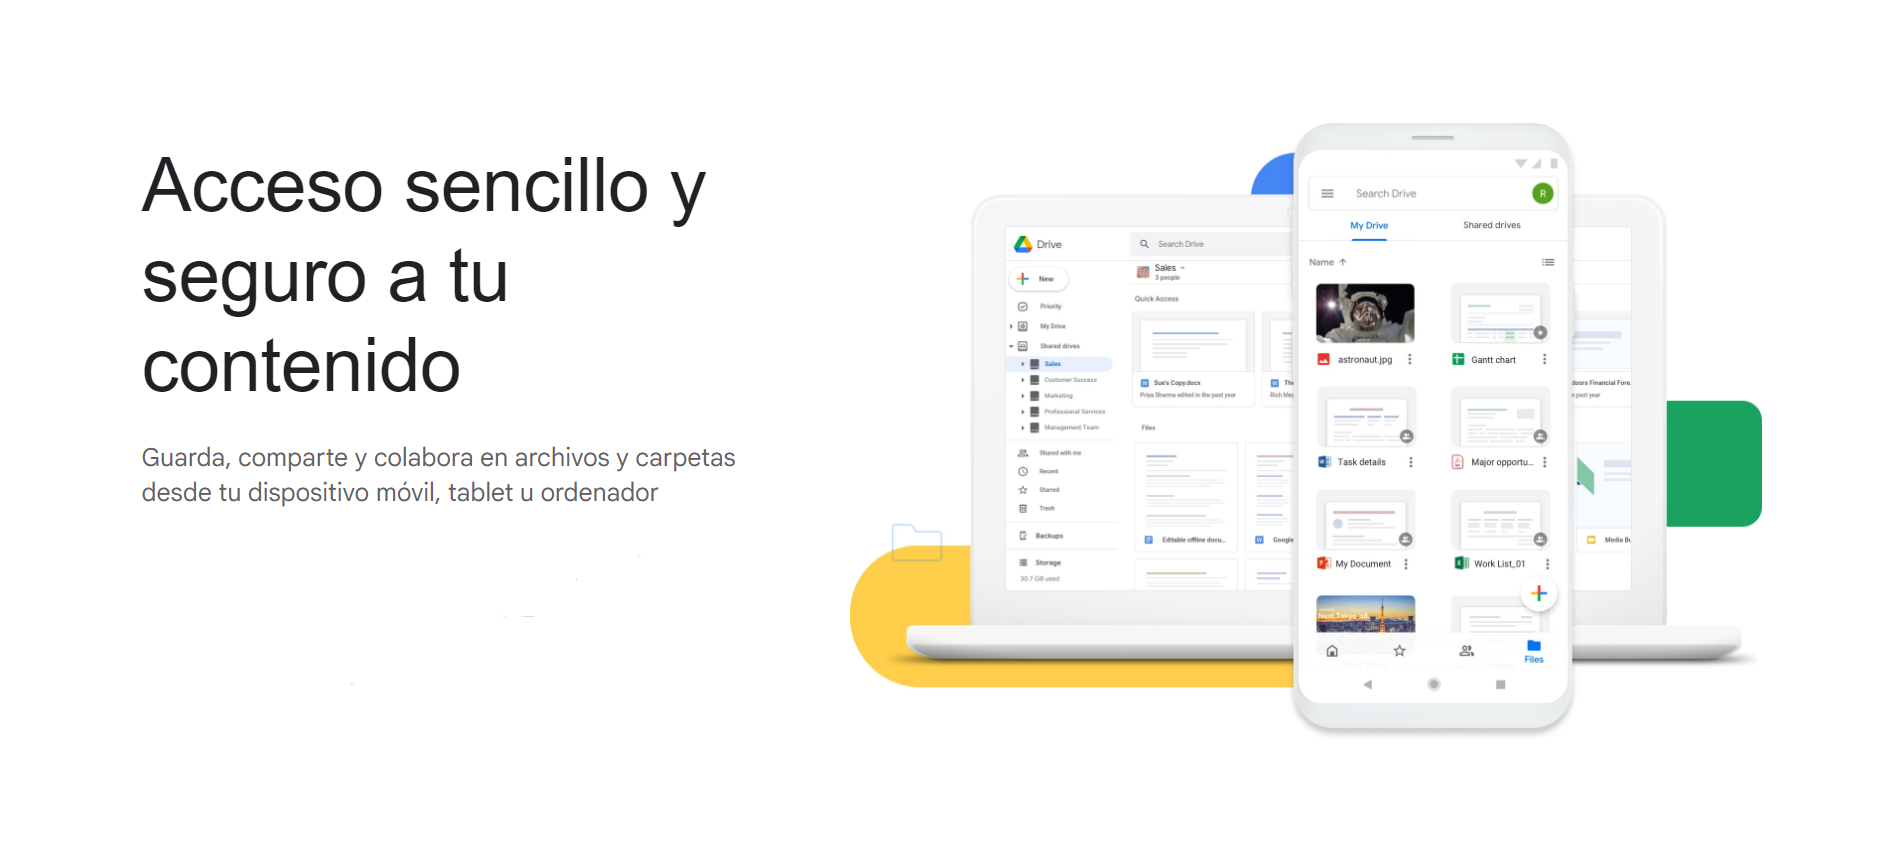 Acceso sencillo y
seguro a tu
contenido
Guarda, comparte y colabora en archivos y carpetas
desde tu dispositivo móvil, tablet u ordenador
Drive
Search Drive
New
Sales
3 people
Priority
My Drive
Shared drives
Sales
Customer Success
Marketing
Professional Services
Management Team
Shared with me
Recent
Starred
Trash
Backups
Storage
30.7 GB used
Quick Access
Sue's Copy.docx
Priya Sharma edited in the past year
The
Rich Mey
Files
Editable offline docu...
Google
Search Drive
R
My Drive
Shared drives
Name
astronaut.jpg
Gantt chart
Task details
Major opportu...
My Document
Work List_01
Next Tokyo
Files
doors Financial Fore...
past year
Media Bu